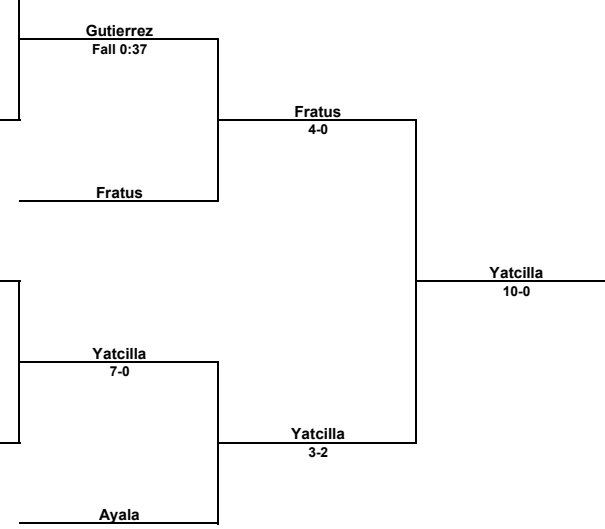 Gutierrez
Fall 0:37
Fratus
4-0
Fratus
Yatcilla
10-0
Yatcilla
7-0
Yatcilla
3-2
Ayala